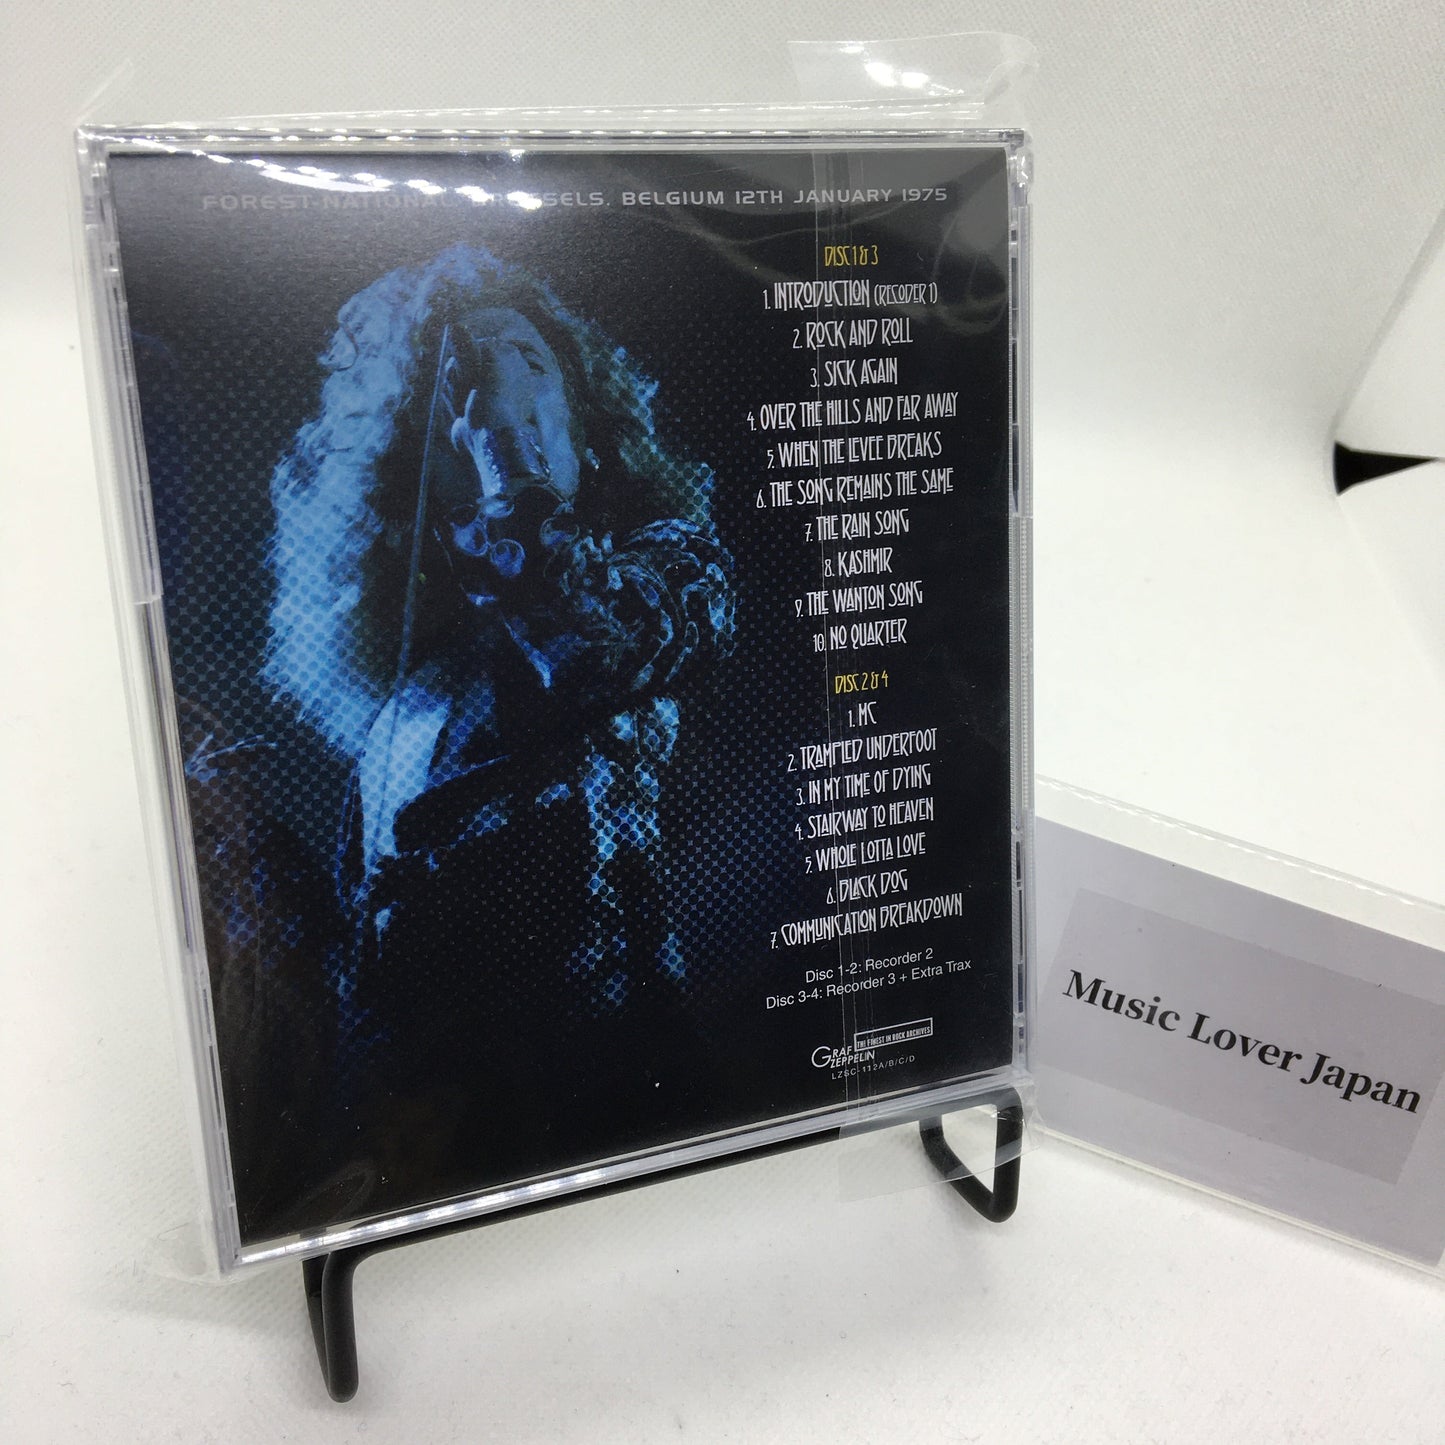 FOREST-NATIONAL, BRUSSELS, BELGIUM 12TH JANUARY 1975
DISC 1 & 3
1. INTRODUCTION (RECODER 1)
2. ROCK AND ROLL
3. SICK AGAIN
4. OVER THE HILLS AND FAR AWAY
5. WHEN THE LEVEE BREAKS
6. THE SONG REMAINS THE SAME
7. THE RAIN SONG
8. KASHMIR
9. THE WANTON SONG
10. NO QUARTER
DISC 2 & 4
1. MC
2. TRAMPLED UNDERFOOT
3. IN MY TIME OF DYING
4. STAIRWAY TO HEAVEN
5. WHOLE LOTTA LOVE
6. BLACK DOG
7. COMMUNICATION BREAKDOWN
Disc 1-2: Recorder 2
Disc 3-4: Recorder 3 + Extra Trax
THE FINEST IN ROCK ARCHIVES
GRAF ZEPPELIN
LZSC-112A/B/C/D
Music Lover Japan